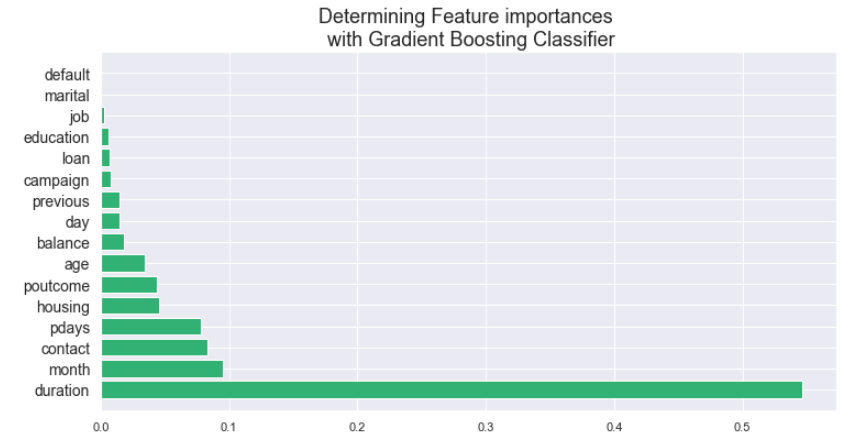 Determining Feature importances
with Gradient Boosting Classifier
default
marital
job
education
loan
campaign
previous
day
balance
age
poutcome
housing
pdays
contact
month
duration
0.0 0.1 0.2 0.3 0.4 0.5